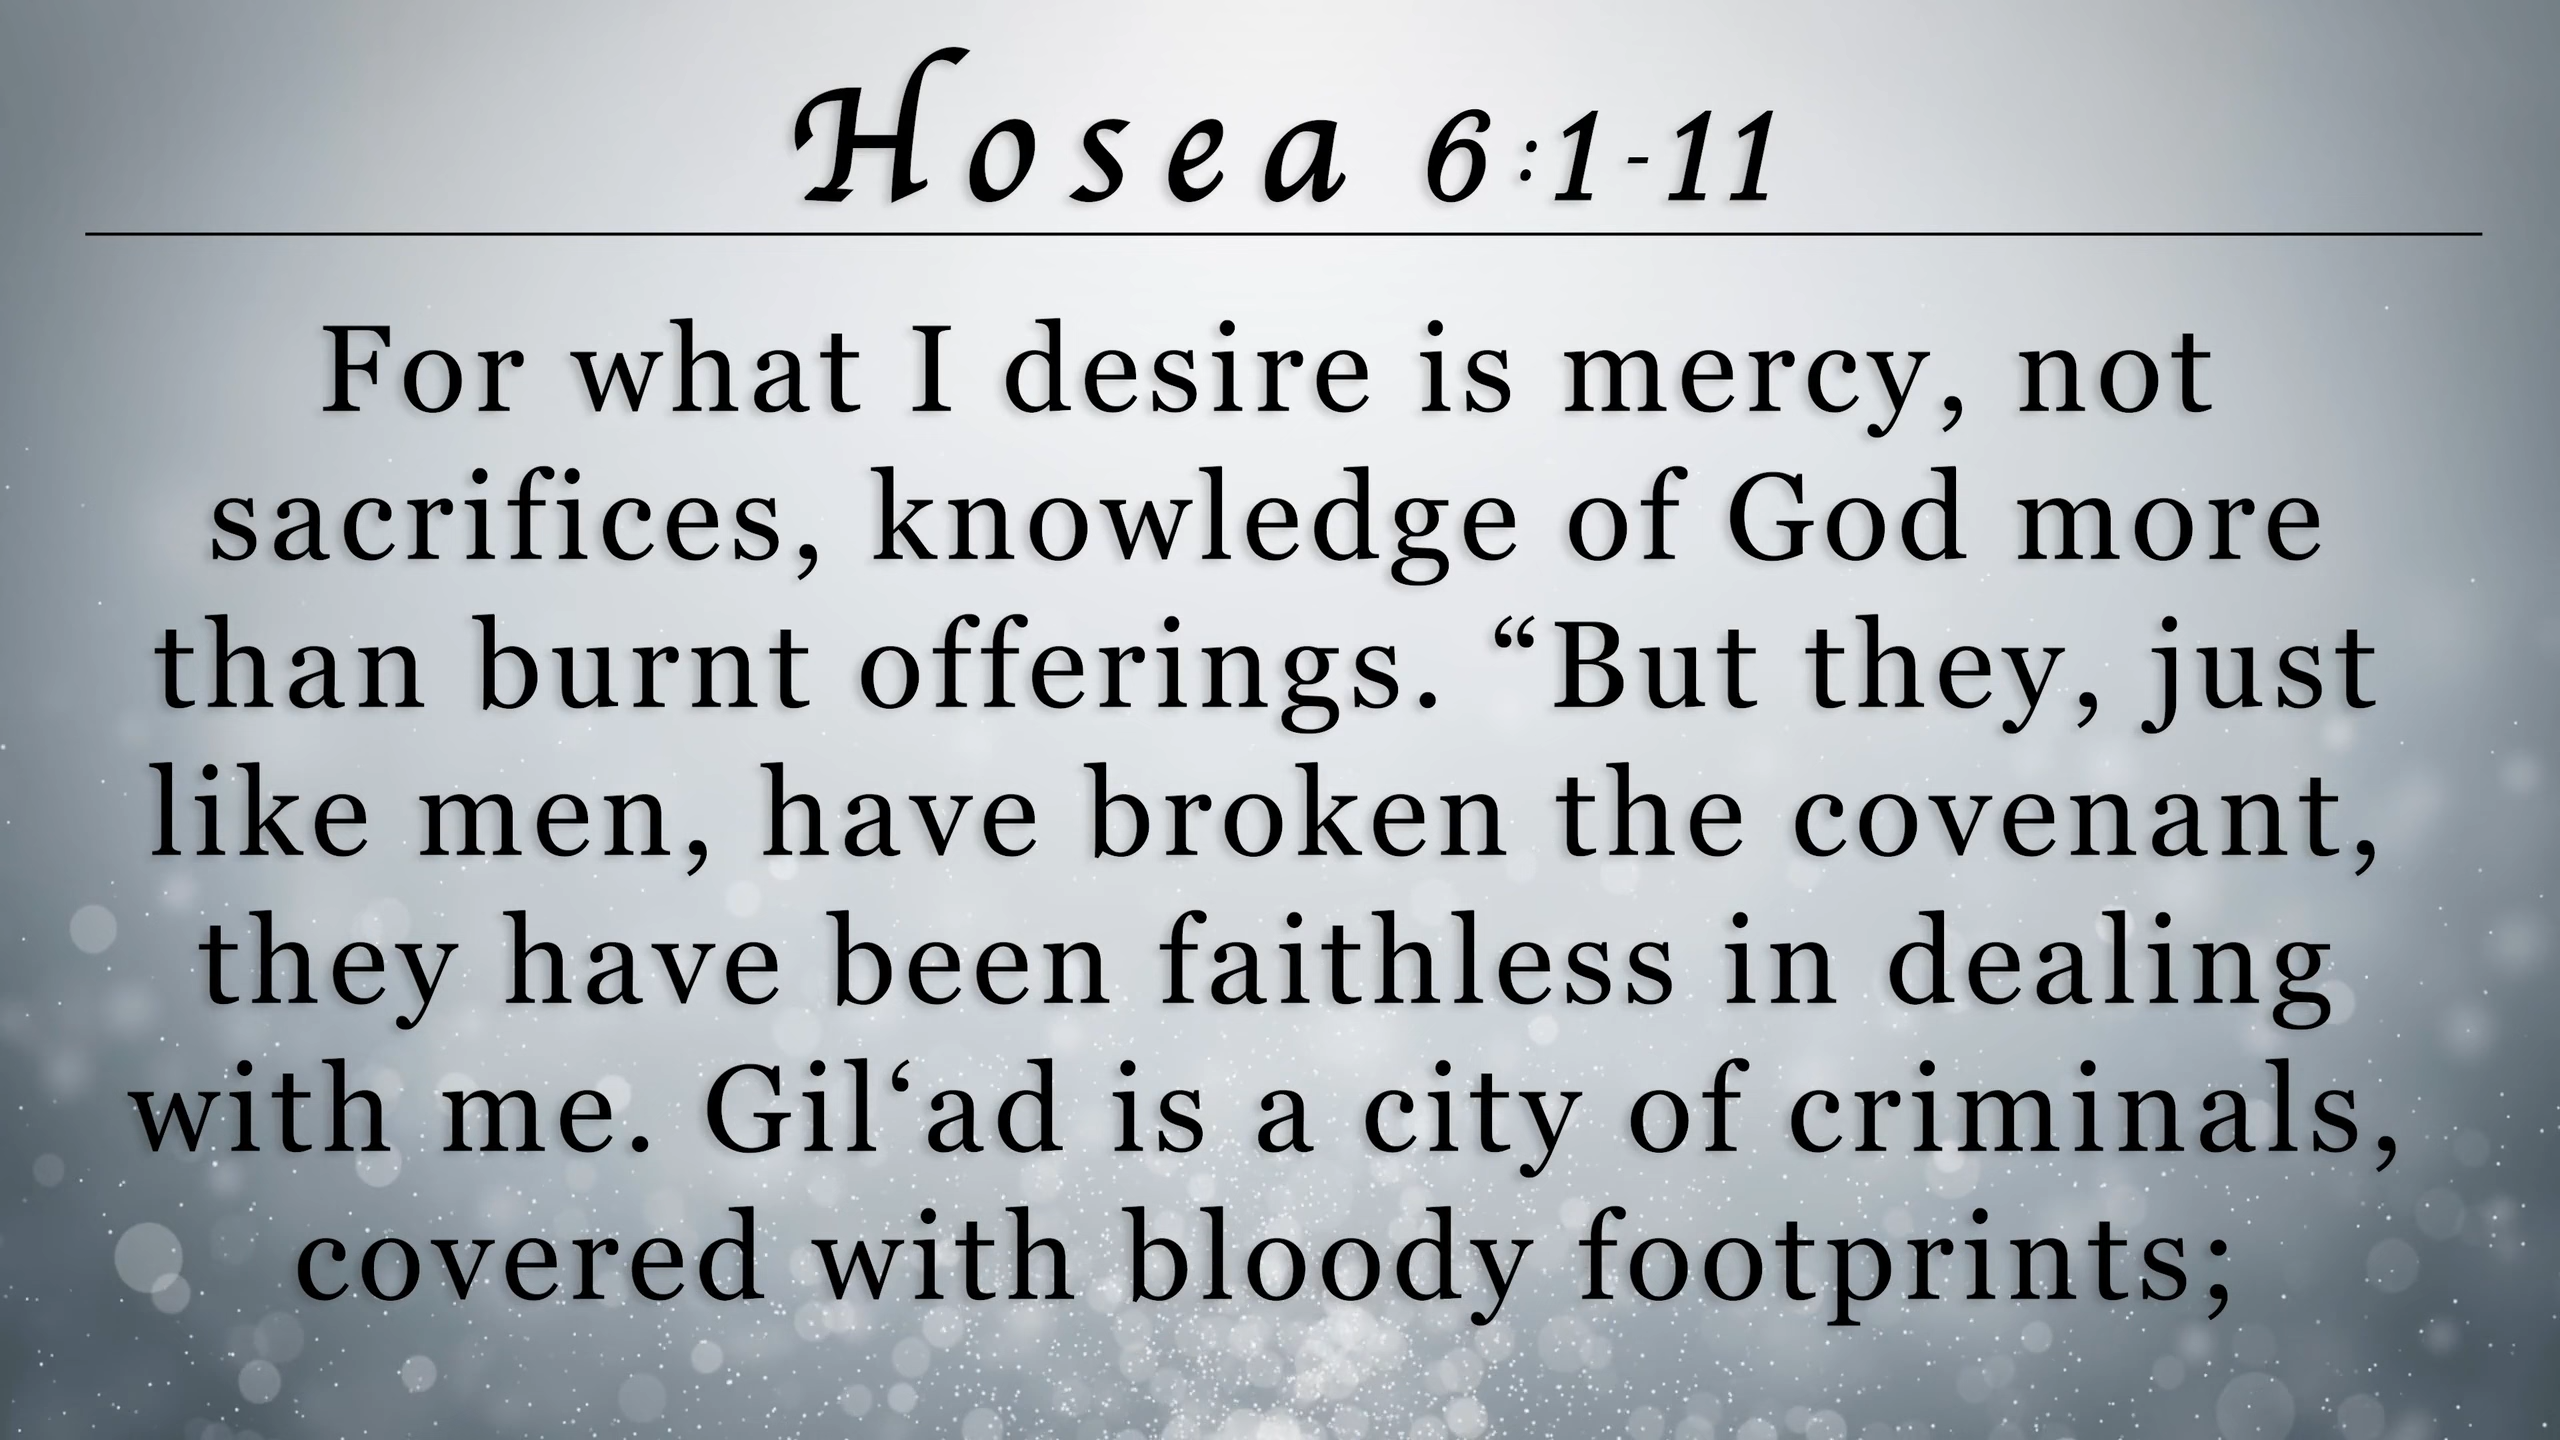 Hosea 6:1-11
For what I desire is mercy, not
sacrifices, knowledge of God more
than burnt offerings. “But they, just
like men, have broken the covenant,
they have been faithless in dealing
with me. Gil‘ad is a city of criminals,
covered with bloody footprints;